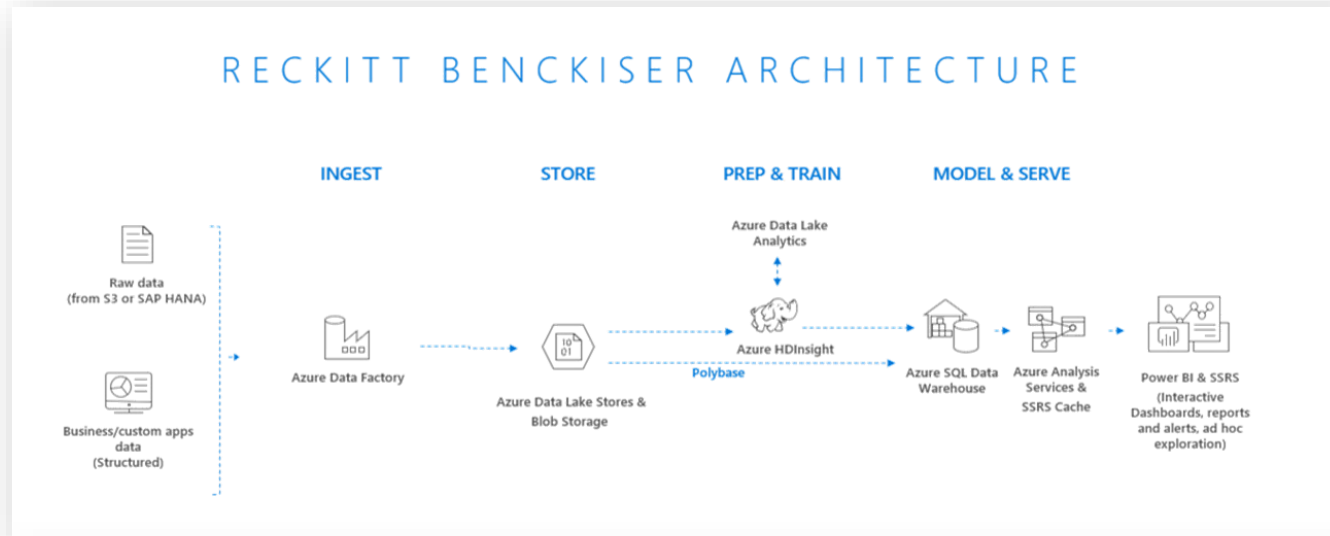 RECKITT BENCKISER ARCHITECTURE
INGEST
STORE
PREP & TRAIN
MODEL & SERVE
Raw data
(from S3 or SAP HANA)
Business/custom apps
data
(Structured)
Azure Data Factory
10
01
Azure Data Lake Stores &
Blob Storage
Azure Data Lake
Analytics
Azure HDInsight
Polybase
Azure SQL Data
Warehouse
Azure Analysis
Services &
SSRS Cache
Power BI & SSRS
(Interactive
Dashboards, reports
and alerts, ad hoc
exploration)